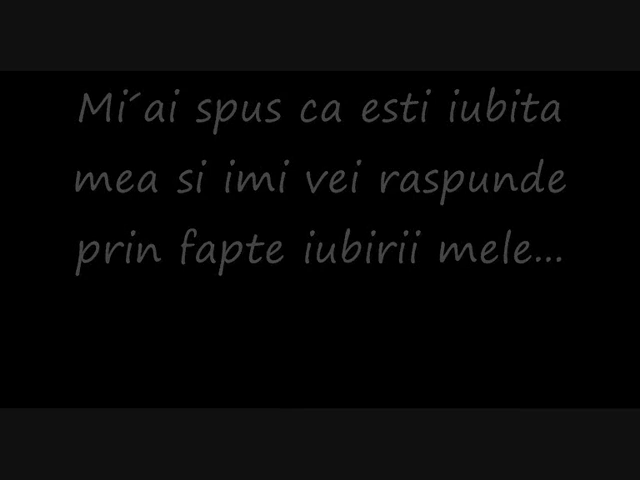 Mi´ai spus ca esti iubita
mea si imi vei raspunde
prin fapte iubirii mele...